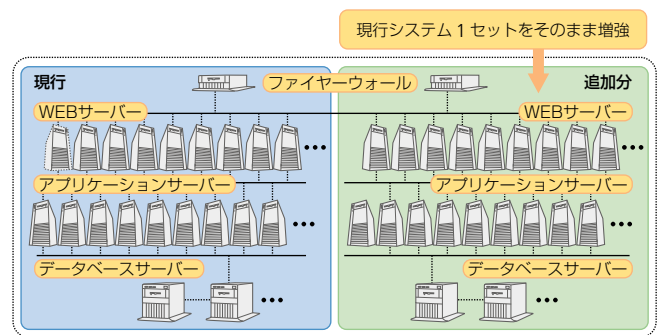 現行システム1セットをそのまま増強
現行
ファイヤーウォール
追加分
WEBサーバー
WEBサーバー
アプリケーションサーバー
アプリケーションサーバー
データベースサーバー
データベースサーバー